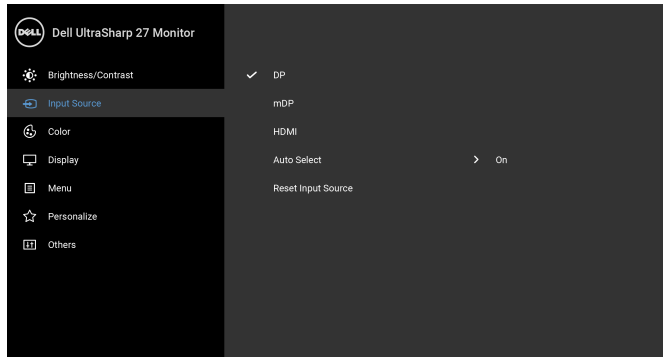 DELL Dell UltraSharp 27 Monitor
Brightness/Contrast
Input Source
Color
Display
Menu
Personalize
Others
DP
mDP
HDMI
Auto Select On
Reset Input Source